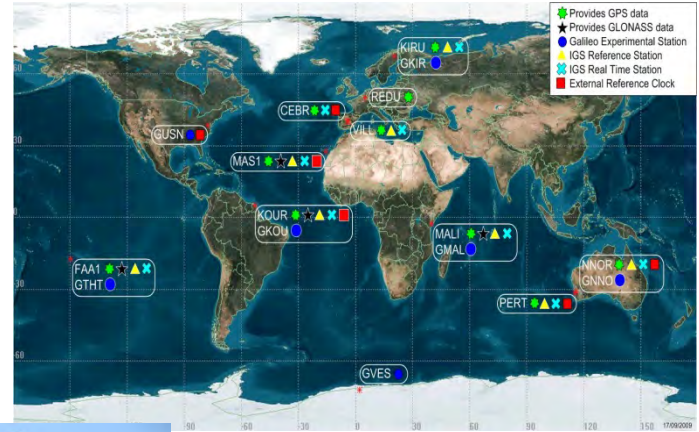 Provides GPS data
Provides GLONASS data
Galileo Experimental Station
IGS Reference Station
IGS Real Time Station
External Reference Clock
KIRU
GKIR
REDU
CEBR
VILL
GUSN
MAS1
KOUR
GKOU
MALI
GMAL
FAA1
GTHT
NNOR
GNNO
PERT
GVES
30
-30
-60
-90
-60
-30
0
30
60
90
120
150
17/09/2009